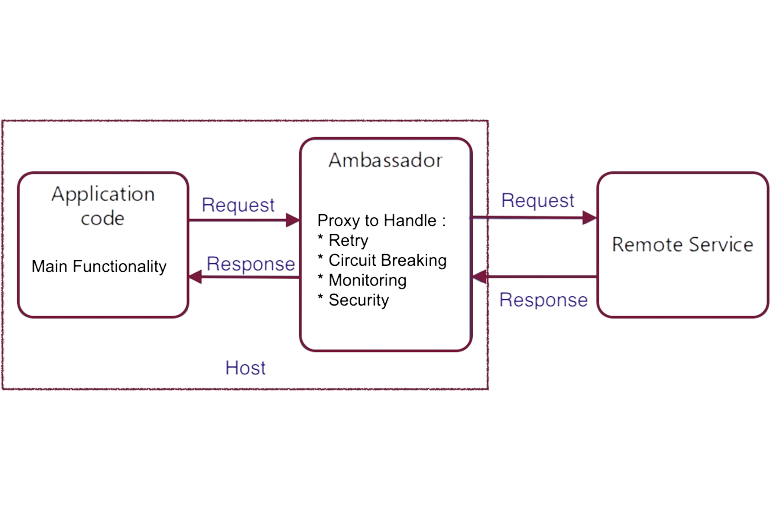 Application
code
Main Functionality
Request
Response
Ambassador
Proxy to Handle :
* Retry
* Circuit Breaking
* Monitoring
* Security
Request
Response
Remote Service
Host